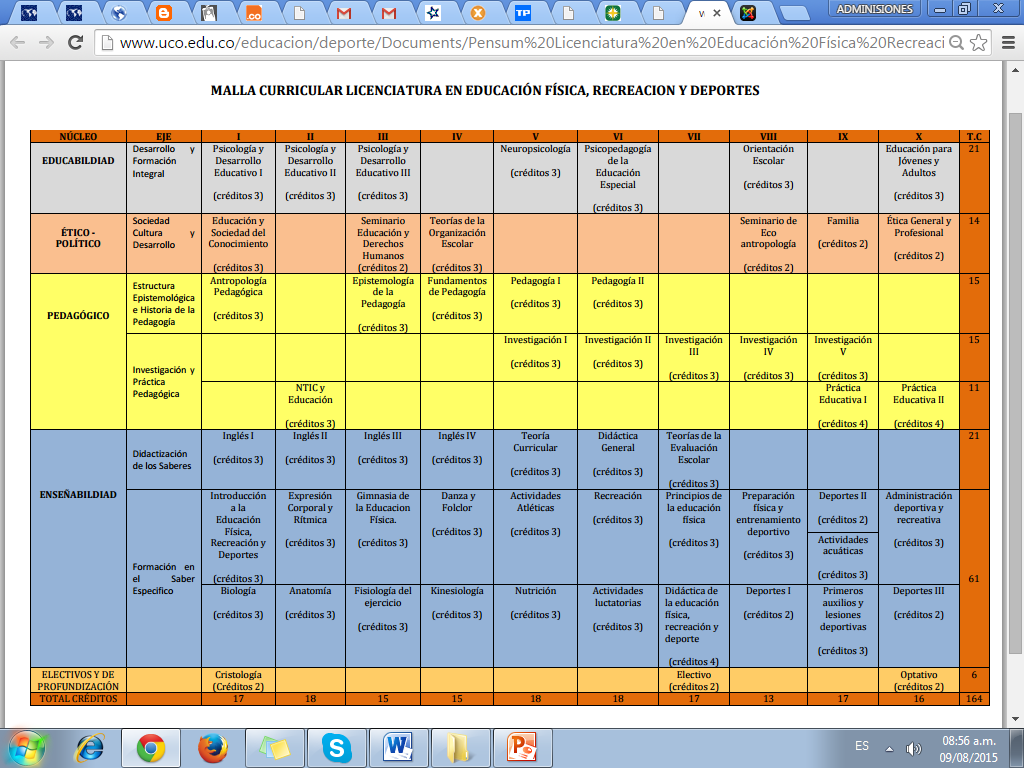 ADMINISIONES
TP
www.uco.edu.co/educacion/deporte/Documents/Pensum%20Licenciatura%20en%20Educación%20Física%20Recreaci
MALLA CURRICULAR LICENCIATURA EN EDUCACIÓN FÍSICA, RECREACION Y DEPORTES
NÚCLEO EJE I II III IV V VI VII VIII IX X T.C
EDUCABILDIAD
Desarrollo y
Formación
Integral
Psicología y
Desarrollo
Educativo I
(créditos 3)
Psicología y
Desarrollo
Educativo II
(créditos 3)
Psicología y
Desarrollo
Educativo III
(créditos 3)
Neuropsicología
(créditos 3)
Psicopedagogía
de la
Educación
Especial
(créditos 3)
Orientación
Escolar
(créditos 3)
Educación para
Jóvenes y
Adultos
(créditos 3)
21
ÉTICO -
POLÍTICO
Sociedad
Cultura y
Desarrollo
Educación y
Sociedad del
Conocimiento
(créditos 3)
Seminario
Educación y
Derechos
Humanos
(créditos 2)
Teorías de la
Organización
Escolar
(créditos 3)
Seminario de
Eco
antropología
(créditos 2)
Familia
(créditos 2)
Ética General y
Profesional
(créditos 2)
14
PEDAGÓGICO
Estructura
Epistemológica
e Historia de la
Pedagogía
Antropología
Pedagógica
(créditos 3)
Epistemología
de la
Pedagogía
(créditos 3)
Fundamentos
de Pedagogía
(créditos 3)
Pedagogía I
(créditos 3)
Pedagogía II
(créditos 3)
15
Investigación y
Práctica
Pedagógica
Investigación I
(créditos 3)
Investigación II
(créditos 3)
Investigación
III
(créditos 3)
Investigación
IV
(créditos 3)
Investigación
V
(créditos 3)
15
NTIC y
Educación
(créditos 3)
Práctica
Educativa I
(créditos 4)
Práctica
Educativa II
(créditos 4)
11
ENSEÑABILDIAD
Didactización
de los Saberes
Inglés I
(créditos 3)
Inglés II
(créditos 3)
Inglés III
(créditos 3)
Inglés IV
(créditos 3)
Teoría
Curricular
(créditos 3)
Didáctica
General
(créditos 3)
Teorías de la
Evaluación
Escolar
(créditos 3)
21
Formación en
el Saber
Especifico
Introducción
a la
Educación
Física,
Recreación y
Deportes
(créditos 3)
Expresión
Corporal y
Rítmica
(créditos 3)
Gimnasia de
la Educacion
Física.
(créditos 3)
Danza y
Folclor
(créditos 3)
Actividades
Atléticas
(créditos 3)
Recreación
(créditos 3)
Principios de
la educación
física
(créditos 3)
Preparación
física y
entrenamiento
deportivo
(créditos 3)
Deportes II
(créditos 2)
Actividades
acuáticas
(créditos 3)
Administración
deportiva y
recreativa
(créditos 3)
61
Biología
(créditos 3)
Anatomía
(créditos 3)
Fisiología del
ejercicio
(créditos 3)
Kinesiología
(créditos 3)
Nutrición
(créditos 3)
Actividades
luctatorias
(créditos 3)
Didáctica de
la educación
física,
recreación y
deporte
(créditos 4)
Deportes I
(créditos 2)
Primeros
auxilios y
lesiones
deportivas
(créditos 3)
Deportes III
(créditos 2)
ELECTIVOS Y DE
PROFUNDIZACIÓN
Cristología
(Créditos 2)
Electivo
(créditos 2)
Optativo
(créditos 2)
6
TOTAL CRÉDITOS 17 18 15 15 18 18 17 13 17 16 164
ES
08:56 a.m.
09/08/2015